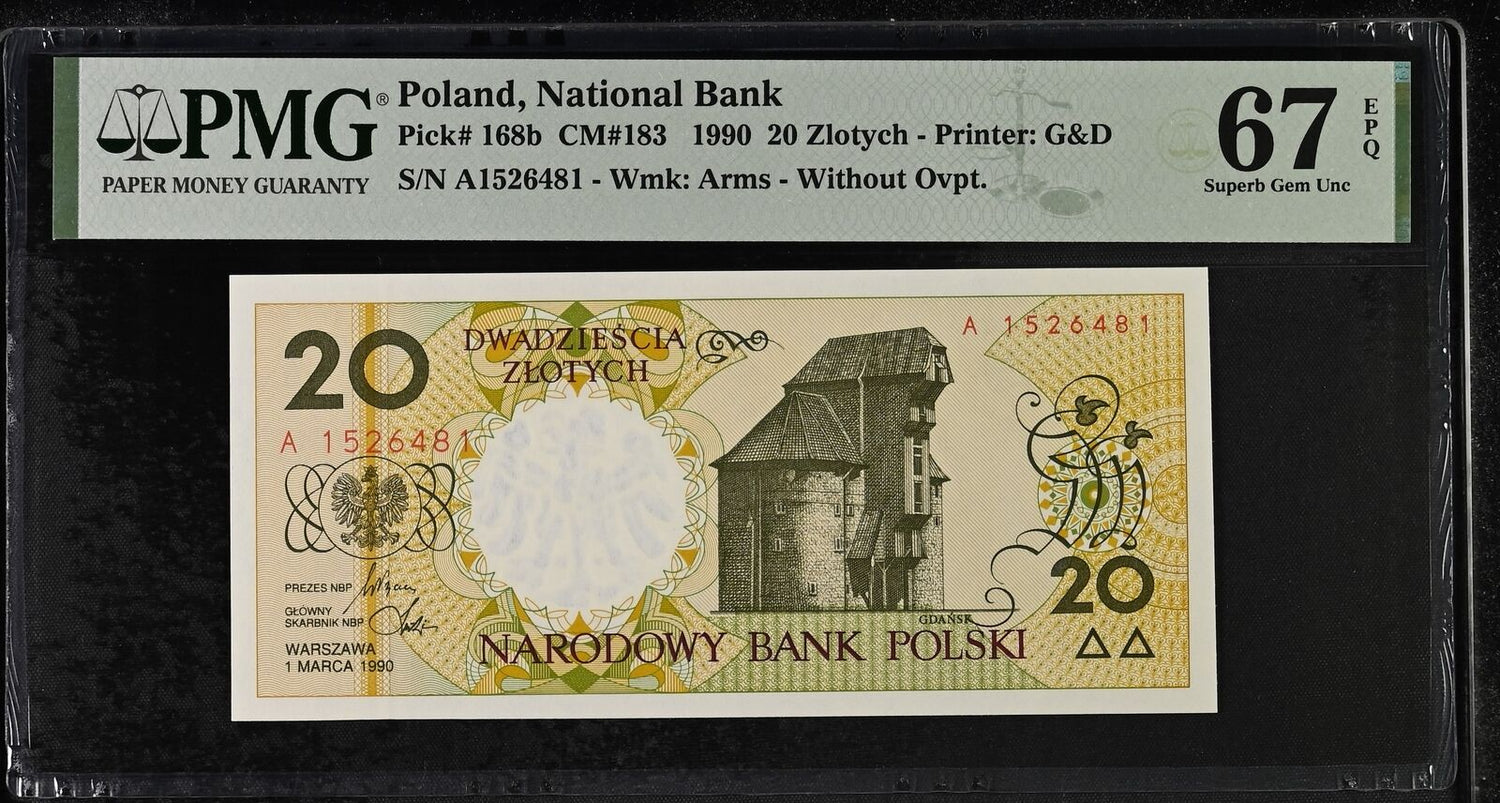 PMG®
PAPER MONEY GUARANTY
Poland, National Bank
Pick# 168b CM#183 1990 20 Zlotych - Printer: G&D
S/N A1526481 - Wmk: Arms - Without Ovpt.
67
EPQ
Superb Gem Unc
20
DWADZIEŚCIA
ZŁOTYCH
A 1526481
A 1526481
PREZES NBP
GŁÓWNY
SKARBNIK NBP
WARSZAWA
1 MARCA 1990
GDAŃSK
NARODOWY BANK POLSKI
20